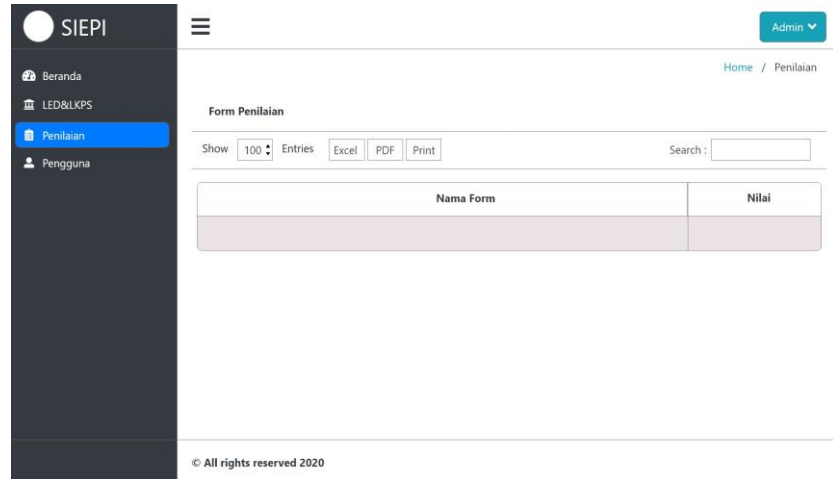 SIEPI
Admin
Home / Penilaian
Beranda
LED&LKPS
Penilaian
Pengguna
Form Penilaian
Show 100 Entries Excel PDF Print Search :
Nama Form Nilai
© All rights reserved 2020